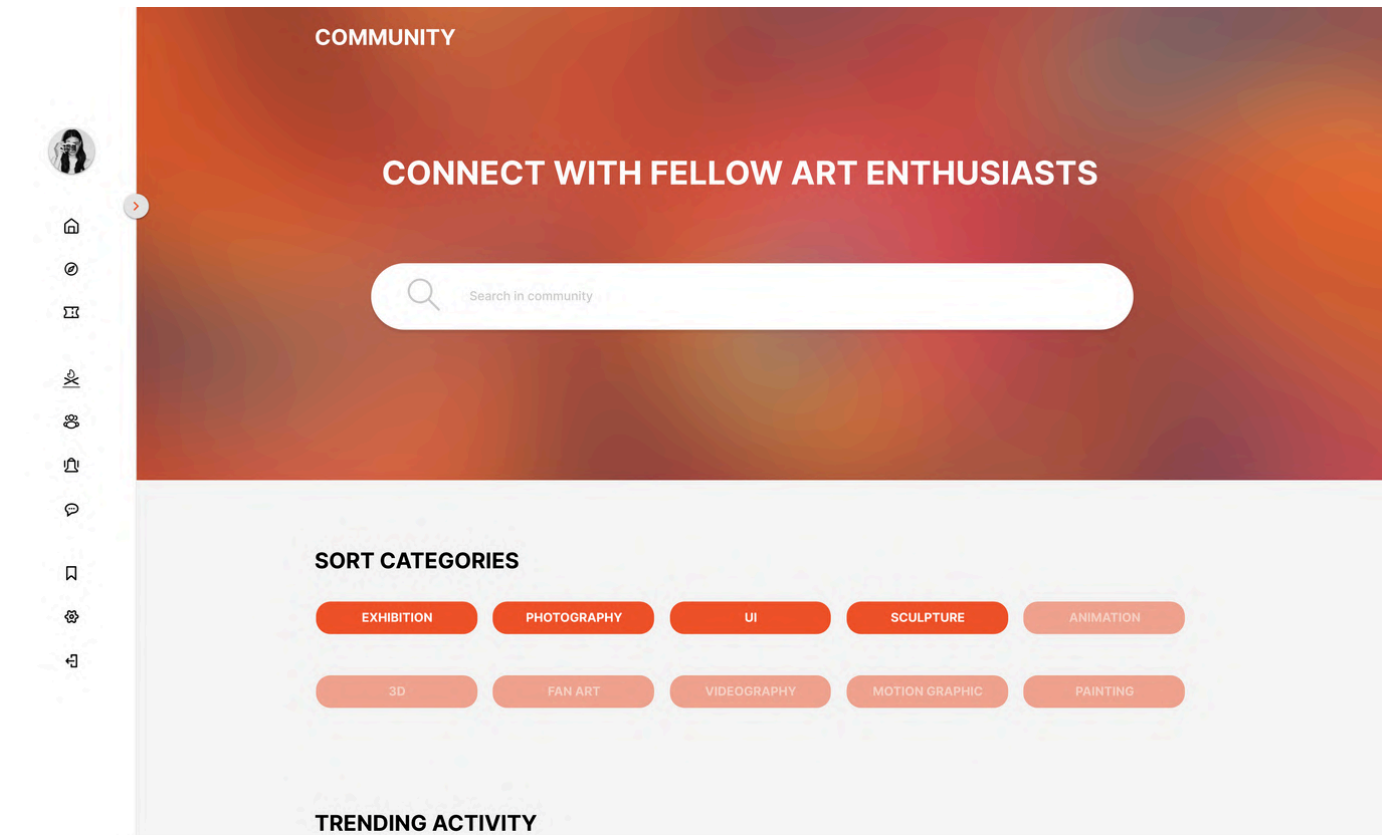 COMMUNITY
CONNECT WITH FELLOW ART ENTHUSIASTS
Search in community
SORT CATEGORIES
EXHIBITION
PHOTOGRAPHY
UI
SCULPTURE
ANIMATION
3D
FAN ART
VIDEOGRAPHY
MOTION GRAPHIC
PAINTING
TRENDING ACTIVITY